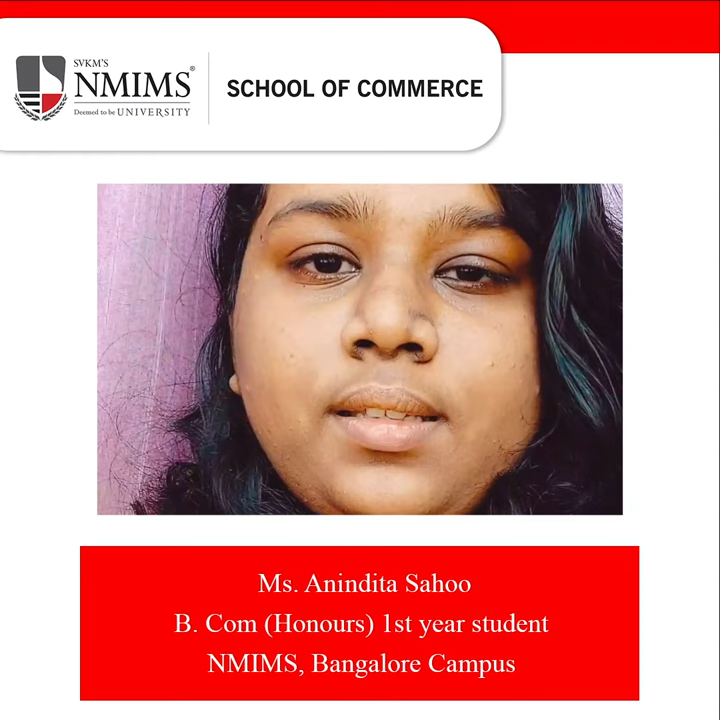 SVKM'S
NMIMS®
Deemed to be UNIVERSITY
SCHOOL OF COMMERCE
Ms. Anindita Sahoo
B. Com (Honours) 1st year student
NMIMS, Bangalore Campus